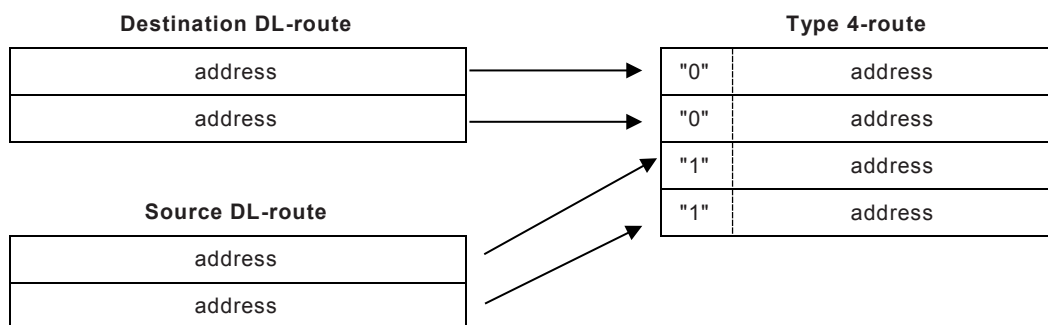 Destination DL-route
address
address
Source DL-route
address
address
Type 4-route
"0" address
"0" address
"1" address
"1" address